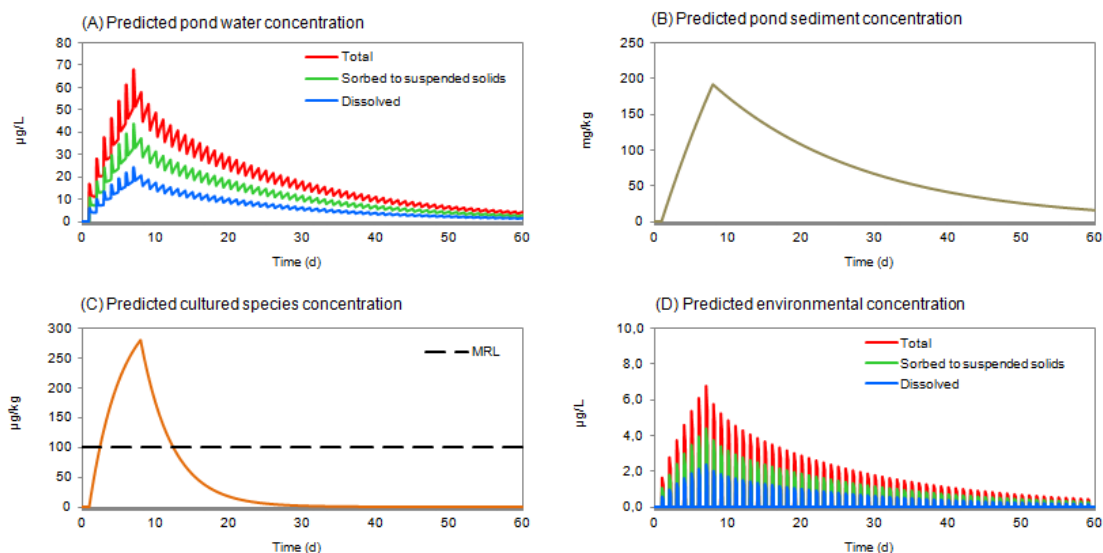 (A) Predicted pond water concentration
80
70
60
50
40
30
20
10
0
µg/L
Total
Sorbed to suspended solids
Dissolved
0 10 20 30 40 50 60
Time (d)
(B) Predicted pond sediment concentration
250
200
150
100
50
0
mg/kg
0 10 20 30 40 50 60
Time (d)
(C) Predicted cultured species concentration
300
250
200
150
100
50
0
µg/kg
MRL
0 10 20 30 40 50 60
Time (d)
(D) Predicted environmental concentration
10,0
8,0
6,0
4,0
2,0
0,0
µg/L
Total
Sorbed to suspended solids
Dissolved
0 10 20 30 40 50 60
Time (d)